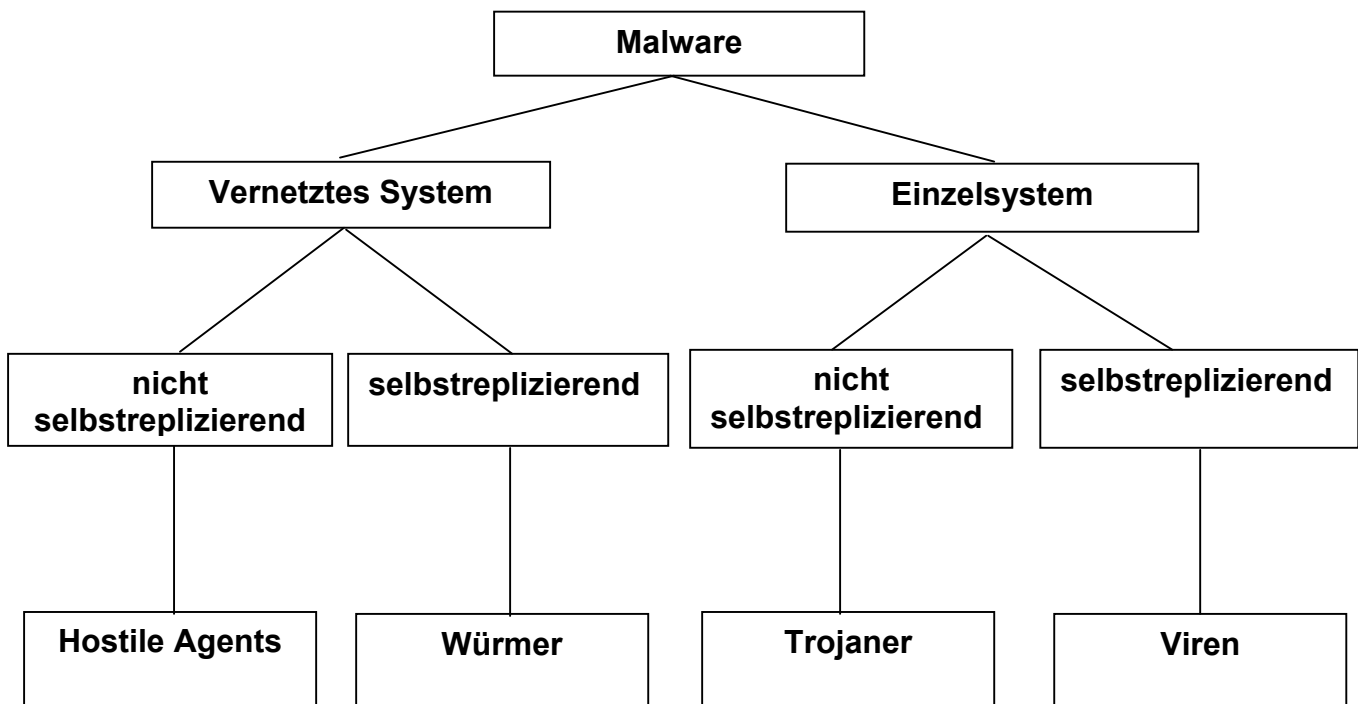 Malware
Vernetztes System
Einzelsystem
nicht
selbstreplizierend
selbstreplizierend
nicht
selbstreplizierend
selbstreplizierend
Hostile Agents
Würmer
Trojaner
Viren